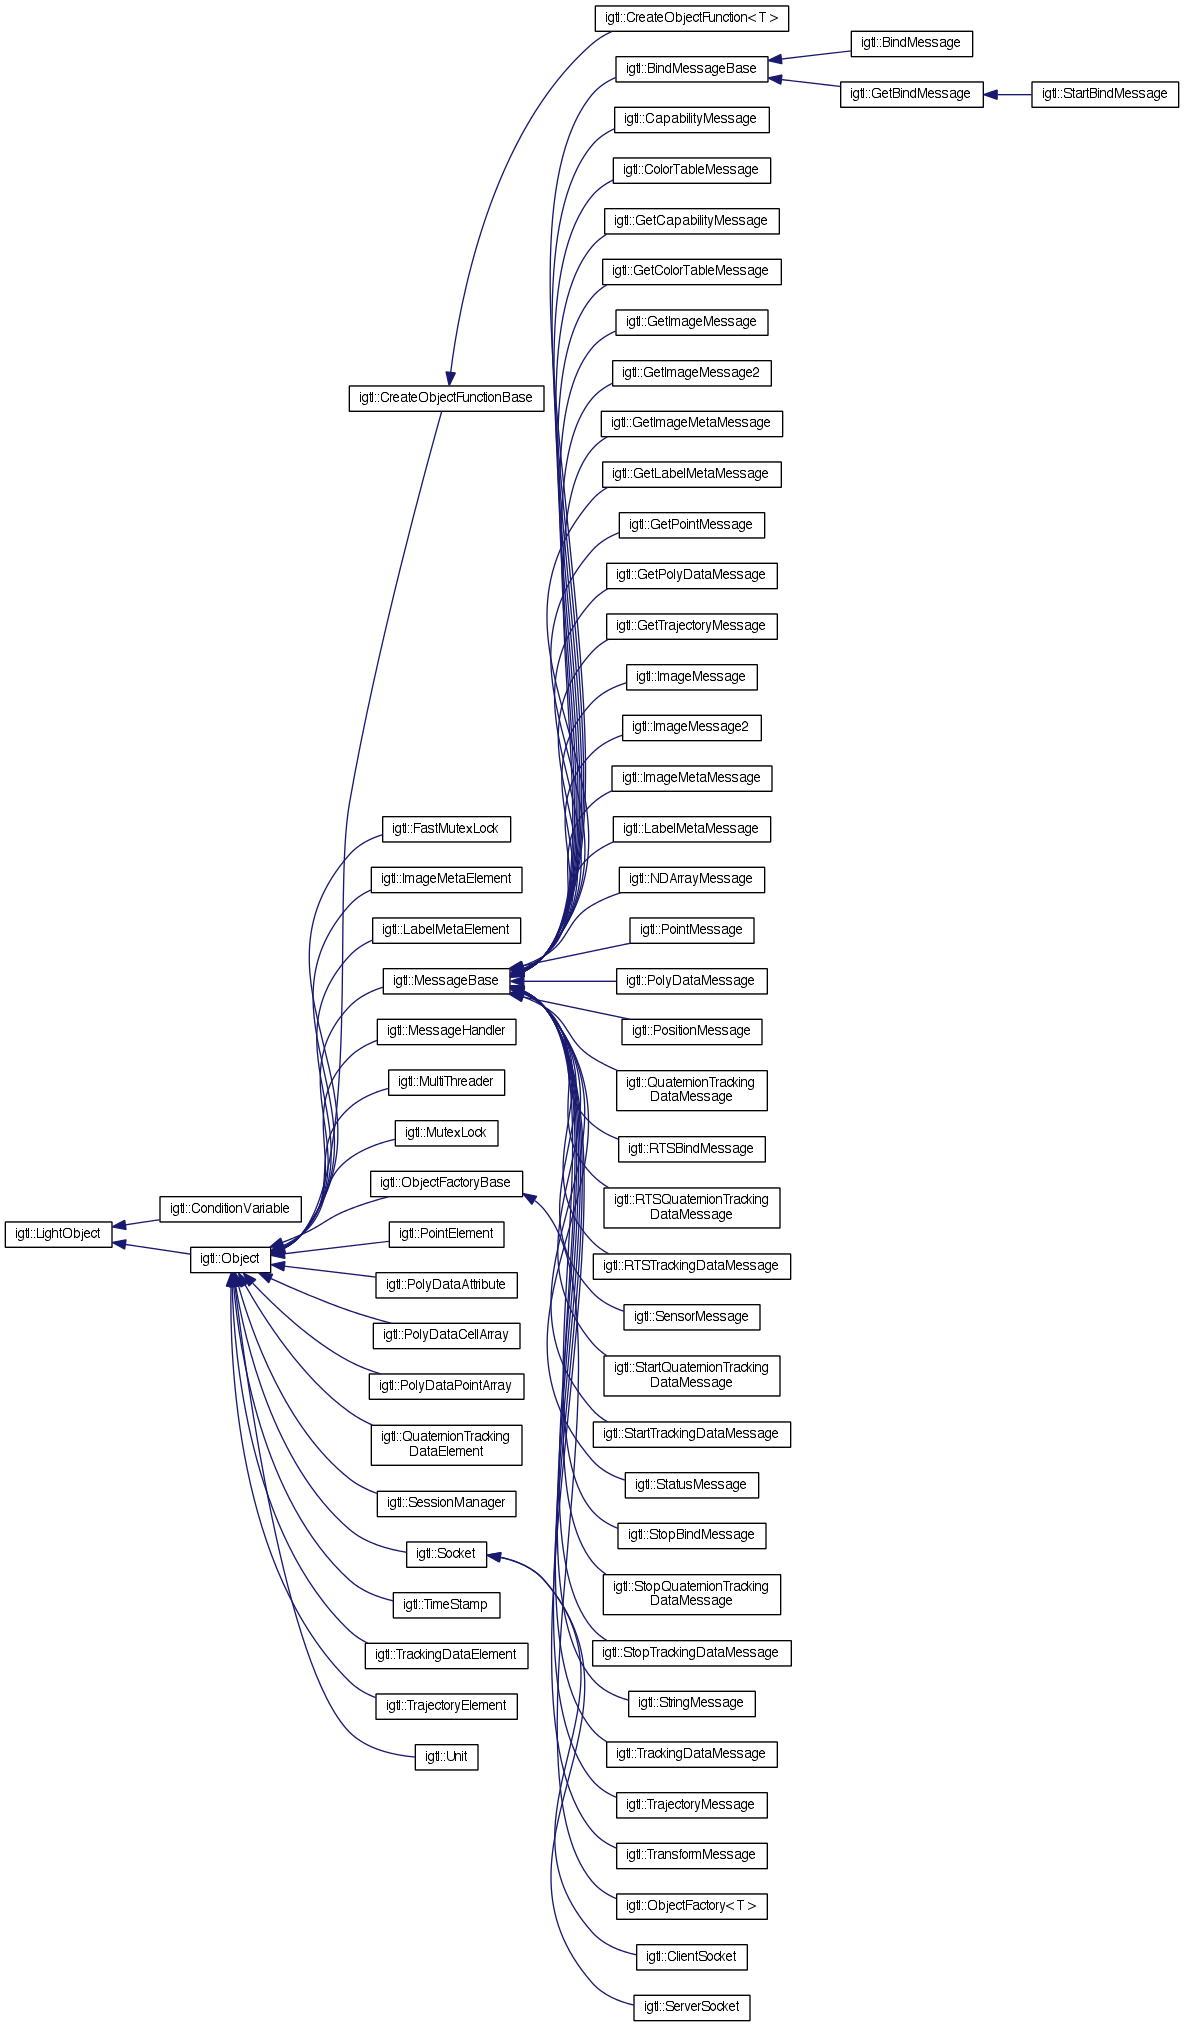 igtl::CreateObjectFunction< T >
igtl::BindMessageBase
igtl::BindMessage
igtl::GetBindMessage
igtl::StartBindMessage
igtl::CapabilityMessage
igtl::ColorTableMessage
igtl::GetCapabilityMessage
igtl::GetColorTableMessage
igtl::GetImageMessage
igtl::GetImageMessage2
igtl::CreateObjectFunctionBase
igtl::GetImageMetaMessage
igtl::GetLabelMetaMessage
igtl::GetPointMessage
igtl::GetPolyDataMessage
igtl::GetTrajectoryMessage
igtl::ImageMessage
igtl::ImageMessage2
igtl::ImageMetaMessage
igtl::FastMutexLock
igtl::LabelMetaMessage
igtl::ImageMetaElement
igtl::NDArrayMessage
igtl::LabelMetaElement
igtl::PointMessage
igtl::MessageBase
igtl::PolyDataMessage
igtl::MessageHandler
igtl::PositionMessage
igtl::MultiThreader
igtl::QuaternionTracking
DataMessage
igtl::MutexLock
igtl::RTSBindMessage
igtl::ObjectFactoryBase
igtl::RTSQuaternionTracking
DataMessage
igtl::ConditionVariable
igtl::LightObject
igtl::Object
igtl::PointElement
igtl::RTSTrackingDataMessage
igtl::PolyDataAttribute
igtl::SensorMessage
igtl::PolyDataCellArray
igtl::StartQuaternionTracking
DataMessage
igtl::PolyDataPointArray
igtl::StartTrackingDataMessage
igtl::QuaternionTracking
DataElement
igtl::StatusMessage
igtl::SessionManager
igtl::StopBindMessage
igtl::Socket
igtl::StopQuaternionTracking
DataMessage
igtl::TimeStamp
igtl::StopTrackingDataMessage
igtl::TrackingDataElement
igtl::StringMessage
igtl::TrajectoryElement
igtl::TrackingDataMessage
igtl::Unit
igtl::TrajectoryMessage
igtl::TransformMessage
igtl::ObjectFactory< T >
igtl::ClientSocket
igtl::ServerSocket